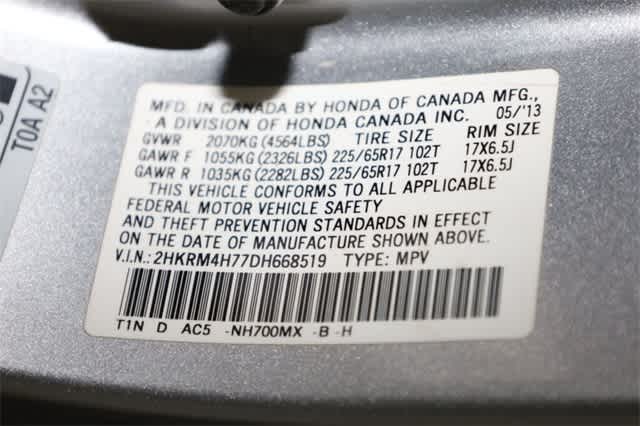 T0A A2
MFD. IN CANADA BY HONDA OF CANADA MFG.,
A DIVISION OF HONDA CANADA INC. 05/'13
GVWR 2070KG (4564LBS) TIRE SIZE RIM SIZE
GAWR F 1055KG (2326LBS) 225/65R17 102T 17X6.5J
GAWR R 1035KG (2282LBS) 225/65R17 102T 17X6.5J
THIS VEHICLE CONFORMS TO ALL APPLICABLE
FEDERAL MOTOR VEHICLE SAFETY
AND THEFT PREVENTION STANDARDS IN EFFECT
ON THE DATE OF MANUFACTURE SHOWN ABOVE.
V.I.N.: 2HKRM4H77DH668519 TYPE: MPV
T1N D AC5 -NH700MX -B -H